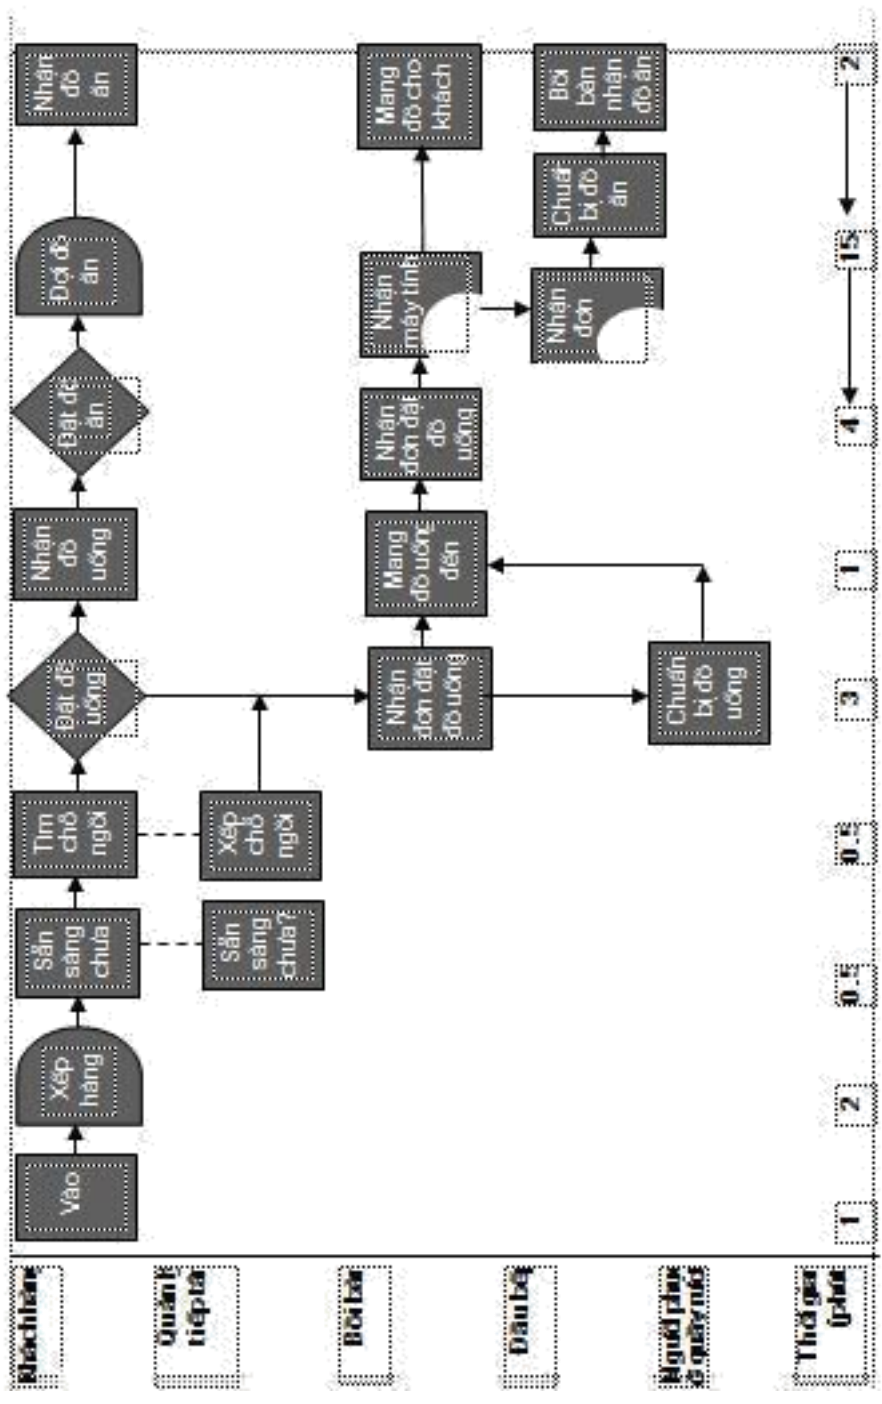 Khách hàng
Vào
Xếp
hàng
Sẵn
sàng
chưa
Tìm
chỗ
ngồi
Đặt đồ
uống
Nhận
đồ
uống
Đặt đồ
ăn
Đợi đồ
ăn
Nhận
đồ
ăn
Quản
tiếp tân
Sẵn
sàng
chưa?
Xếp
chỗ
ngồi
Bồi bàn
Nhận
đơn đặt
đồ uống
Mang
đồ uống
đến
Nhận
đơn đặt
đồ
uống
Nhận
máy tính
Mang
đồ cho
khách
Đầu bếp
Nhận
đơn
Chuẩn
bị đồ
ăn
Bồi
bàn
nhận
đồ ăn
Người phục
ở quầy nước
Chuẩn
bị đồ
uống
Thời gian
(phút)
1
2
0.5
0.5
3
1
4
15
2